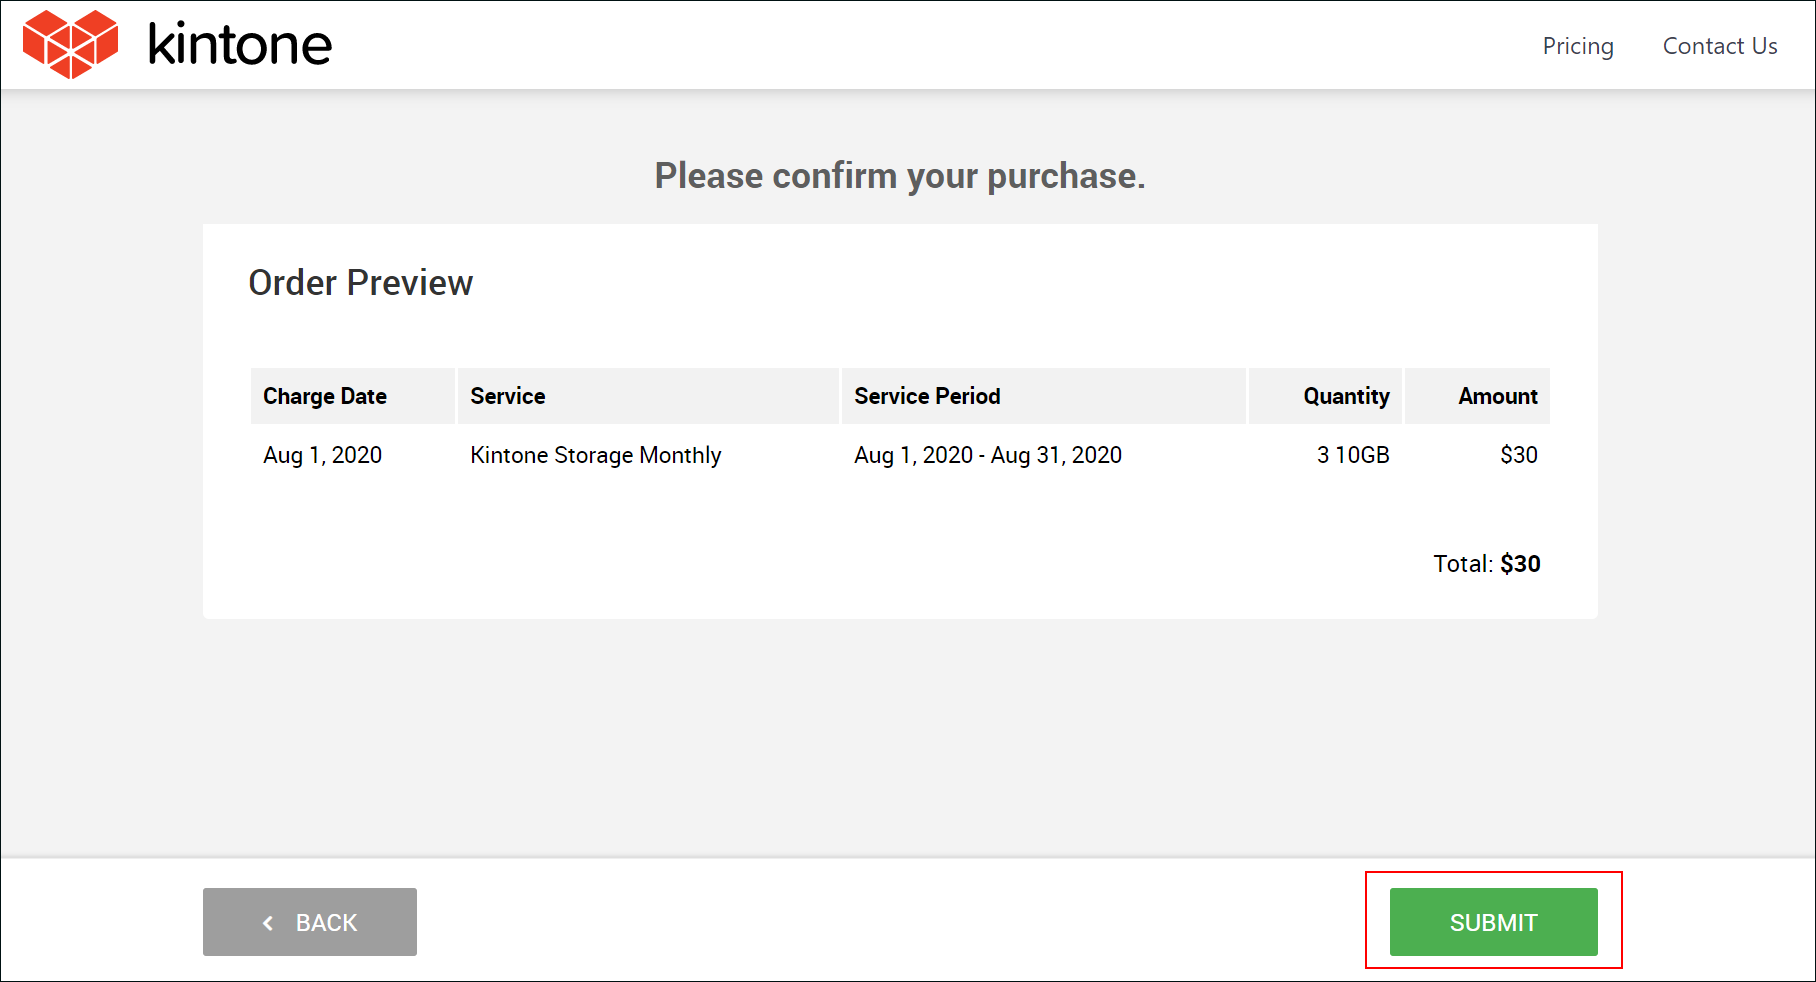 kintone
Pricing Contact Us
Please confirm your purchase.
Order Preview
Charge Date Service Service Period Quantity Amount
Aug 1, 2020 Kintone Storage Monthly Aug 1, 2020 - Aug 31, 2020 3 10GB $30
Total: $30
BACK SUBMIT